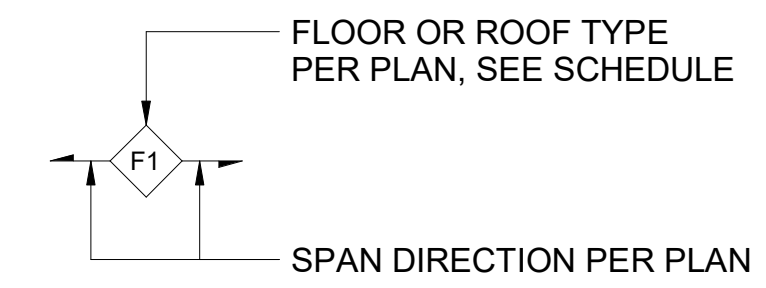 FLOOR OR ROOF TYPE
PER PLAN, SEE SCHEDULE
F1
SPAN DIRECTION PER PLAN